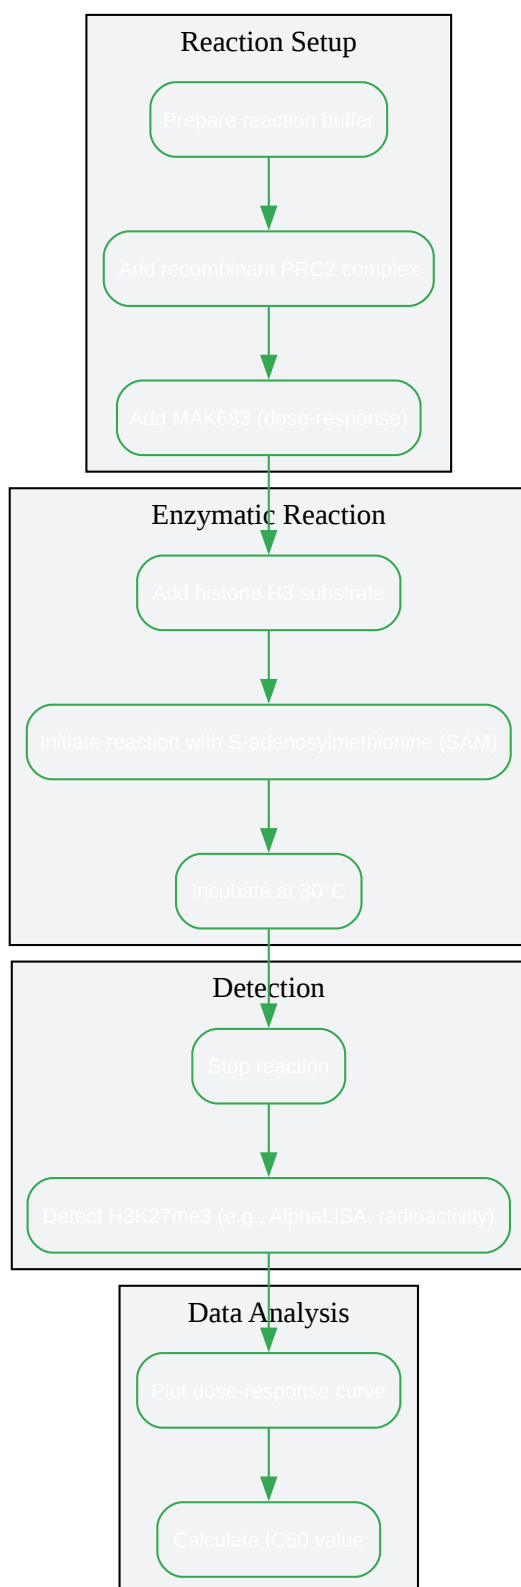 Reaction Setup
Prepare reaction buffer
Add recombinant PRC2 complex
Add MAK683 (dose-response)
Enzymatic Reaction
Add histone H3 substrate
Initiate reaction with S-adenosylmethionine (SAM)
Incubate at 30°C
Detection
Stop reaction
Detect H3K27me3 (e.g., AlphaLISA, radioactivity)
Data Analysis
Plot dose-response curve
Calculate IC50 value